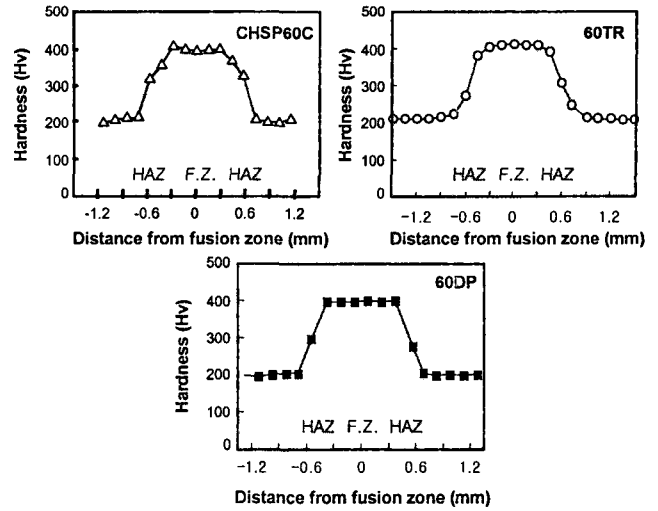 CHSP60C
Hardness (Hv)
500
400
300
200
100
0
HAZ F.Z. HAZ
-1.2 -0.6 0 0.6 1.2
Distance from fusion zone (mm)
60TR
Hardness (Hv)
500
400
300
200
100
0
HAZ F.Z. HAZ
-1.2 -0.6 0 0.6 1.2
Distance from fusion zone (mm)
60DP
Hardness (Hv)
500
400
300
200
100
0
HAZ F.Z. HAZ
-1.2 -0.6 0 0.6 1.2
Distance from fusion zone (mm)